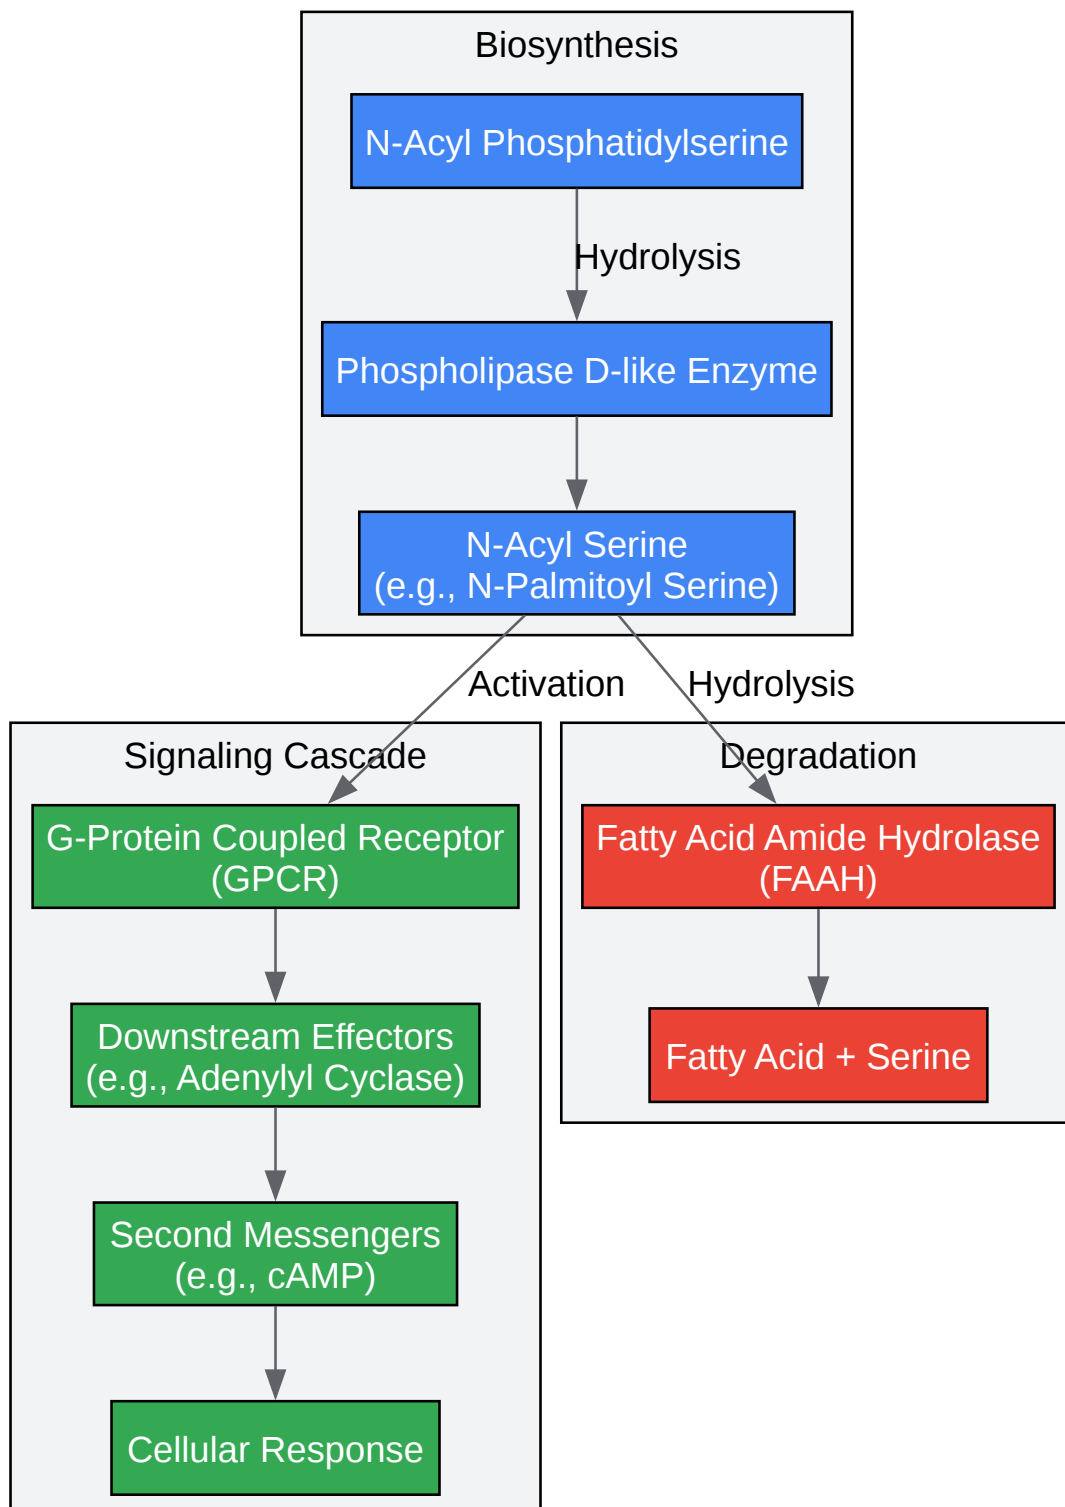 Biosynthesis
N-Acyl Phosphatidylserine
Hydrolysis
Phospholipase D-like Enzyme
N-Acyl Serine
(e.g., N-Palmitoyl Serine)
Activation
Hydrolysis
Signaling Cascade
G-Protein Coupled Receptor
(GPCR)
Downstream Effectors
(e.g., Adenylyl Cyclase)
Second Messengers
(e.g., cAMP)
Cellular Response
Degradation
Fatty Acid Amide Hydrolase
(FAAH)
Fatty Acid + Serine